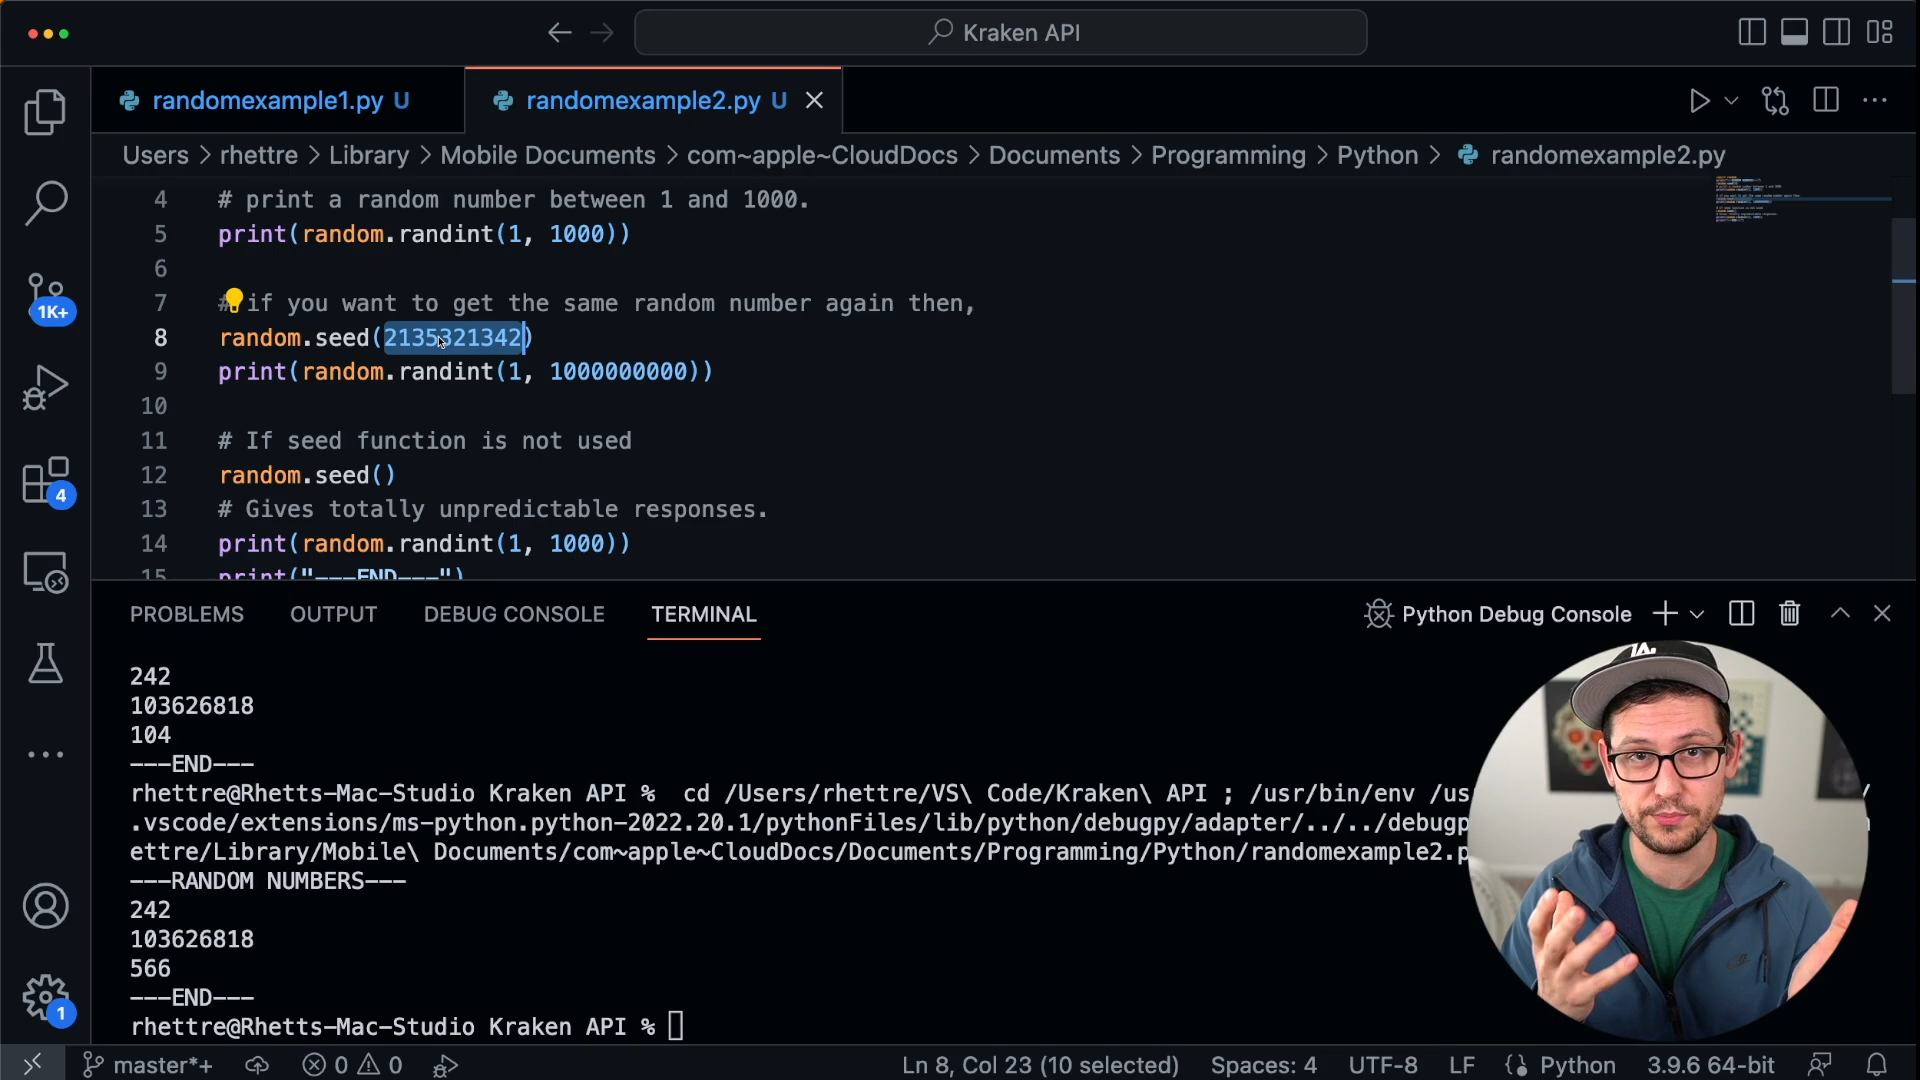 Kraken API
randomexample1.py U
randomexample2.py U
Users > rhettre > Library > Mobile Documents > com~apple~CloudDocs > Documents > Programming > Python > randomexample2.py
4 # print a random number between 1 and 1000.
5 print(random.randint(1, 1000))
6
7 # if you want to get the same random number again then,
8 random.seed(2135321342)
9 print(random.randint(1, 1000000000))
10
11 # If seed function is not used
12 random.seed()
13 # Gives totally unpredictable responses.
14 print(random.randint(1, 1000))
15 print("---END---")
1K+
4
1
PROBLEMS OUTPUT DEBUG CONSOLE TERMINAL
Python Debug Console
242
103626818
104
---END---
rhettre@Rhetts-Mac-Studio Kraken API %  cd /Users/rhettre/VS\ Code/Kraken\ API ; /usr/bin/env /us
.vscode/extensions/ms-python.python-2022.20.1/pythonFiles/lib/python/debugpy/adapter/../../debugp
ettre/Library/Mobile\ Documents/com~apple~CloudDocs/Documents/Programming/Python/randomexample2.p
---RANDOM NUMBERS---
242
103626818
566
---END---
rhettre@Rhetts-Mac-Studio Kraken API %
master*+ 0 0 Ln 8, Col 23 (10 selected) Spaces: 4 UTF-8 LF Python 3.9.6 64-bit